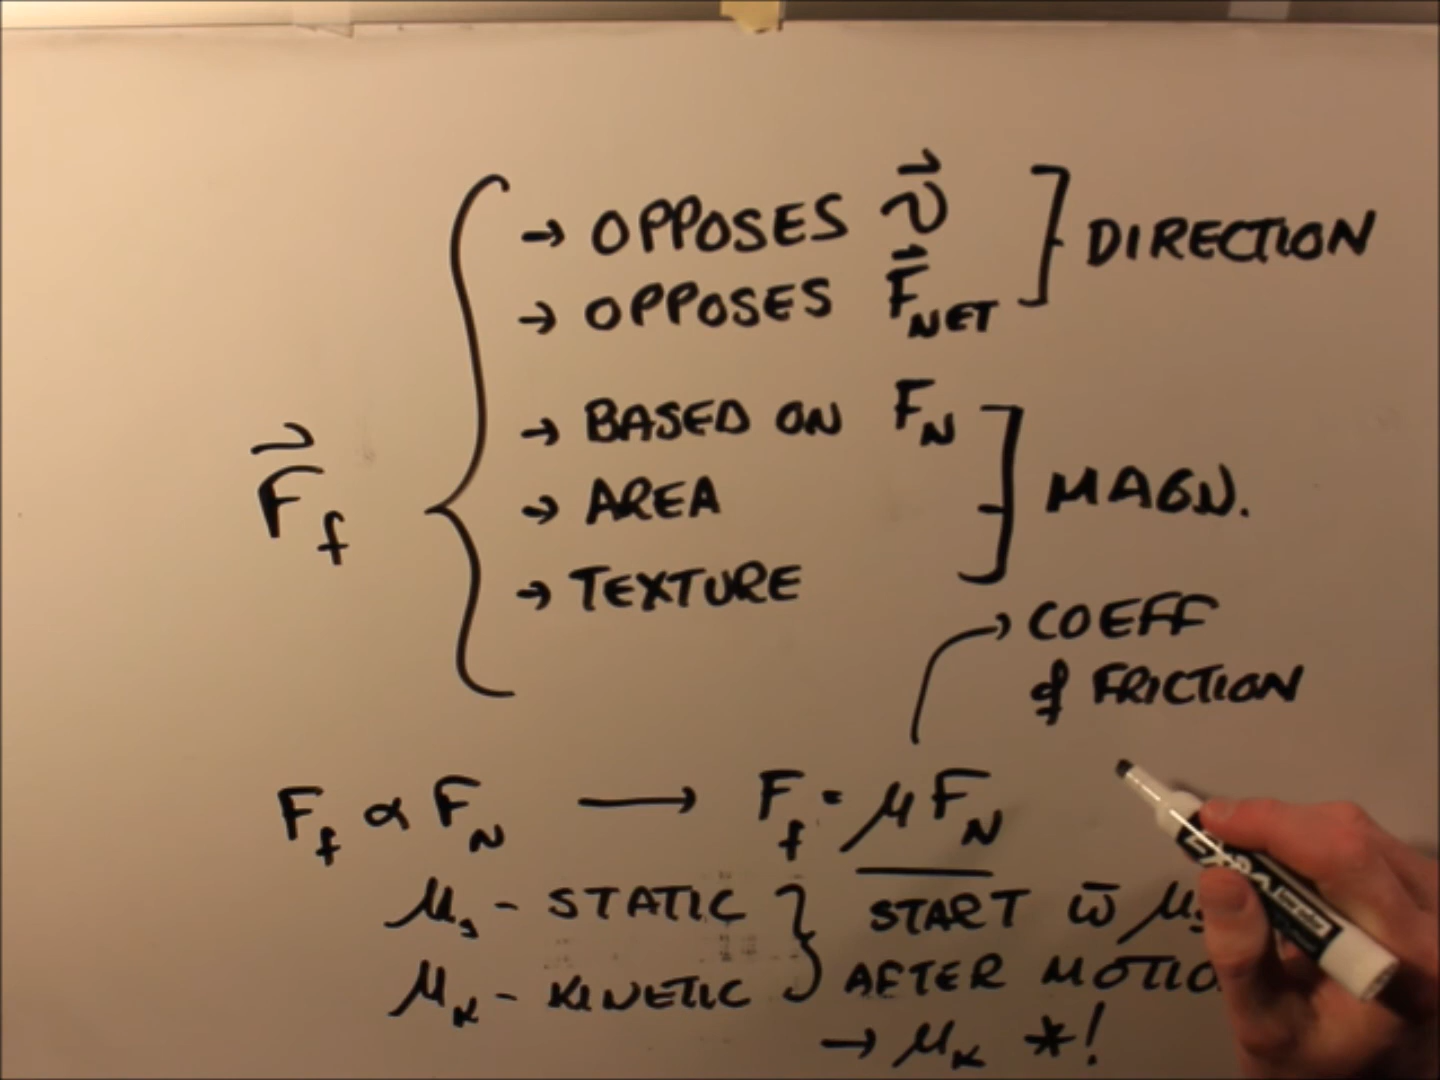 → OPPOSES v⃗
→ OPPOSES F⃗NET
] DIRECTION
F⃗f {
→ BASED ON FN
→ AREA
→ TEXTURE
] MAGN.
→ COEFF
of FRICTION
Ff ∝ FN → Ff = μFN
μs - STATIC } START w̄ μs
μK - KINETIC } AFTER MOTIO
→ μK *!
EXPO